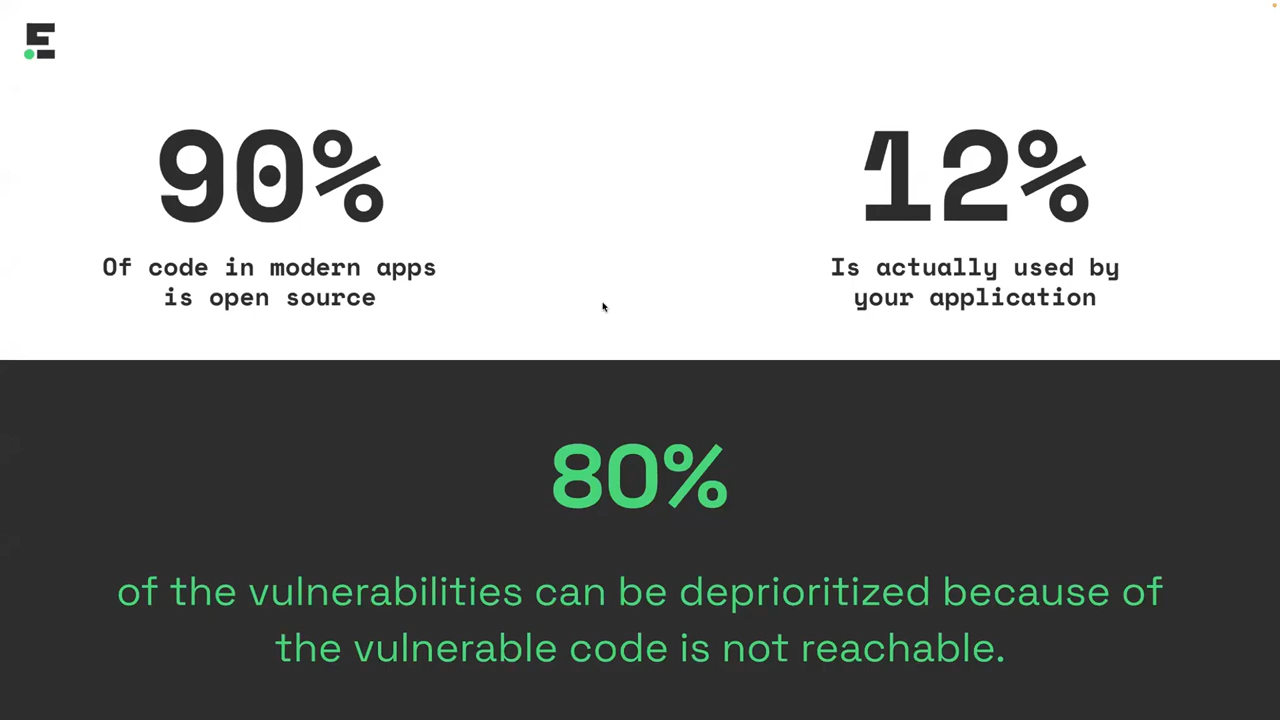 90%
Of code in modern apps
is open source
12%
Is actually used by
your application
80%
of the vulnerabilities can be deprioritized because of
the vulnerable code is not reachable.